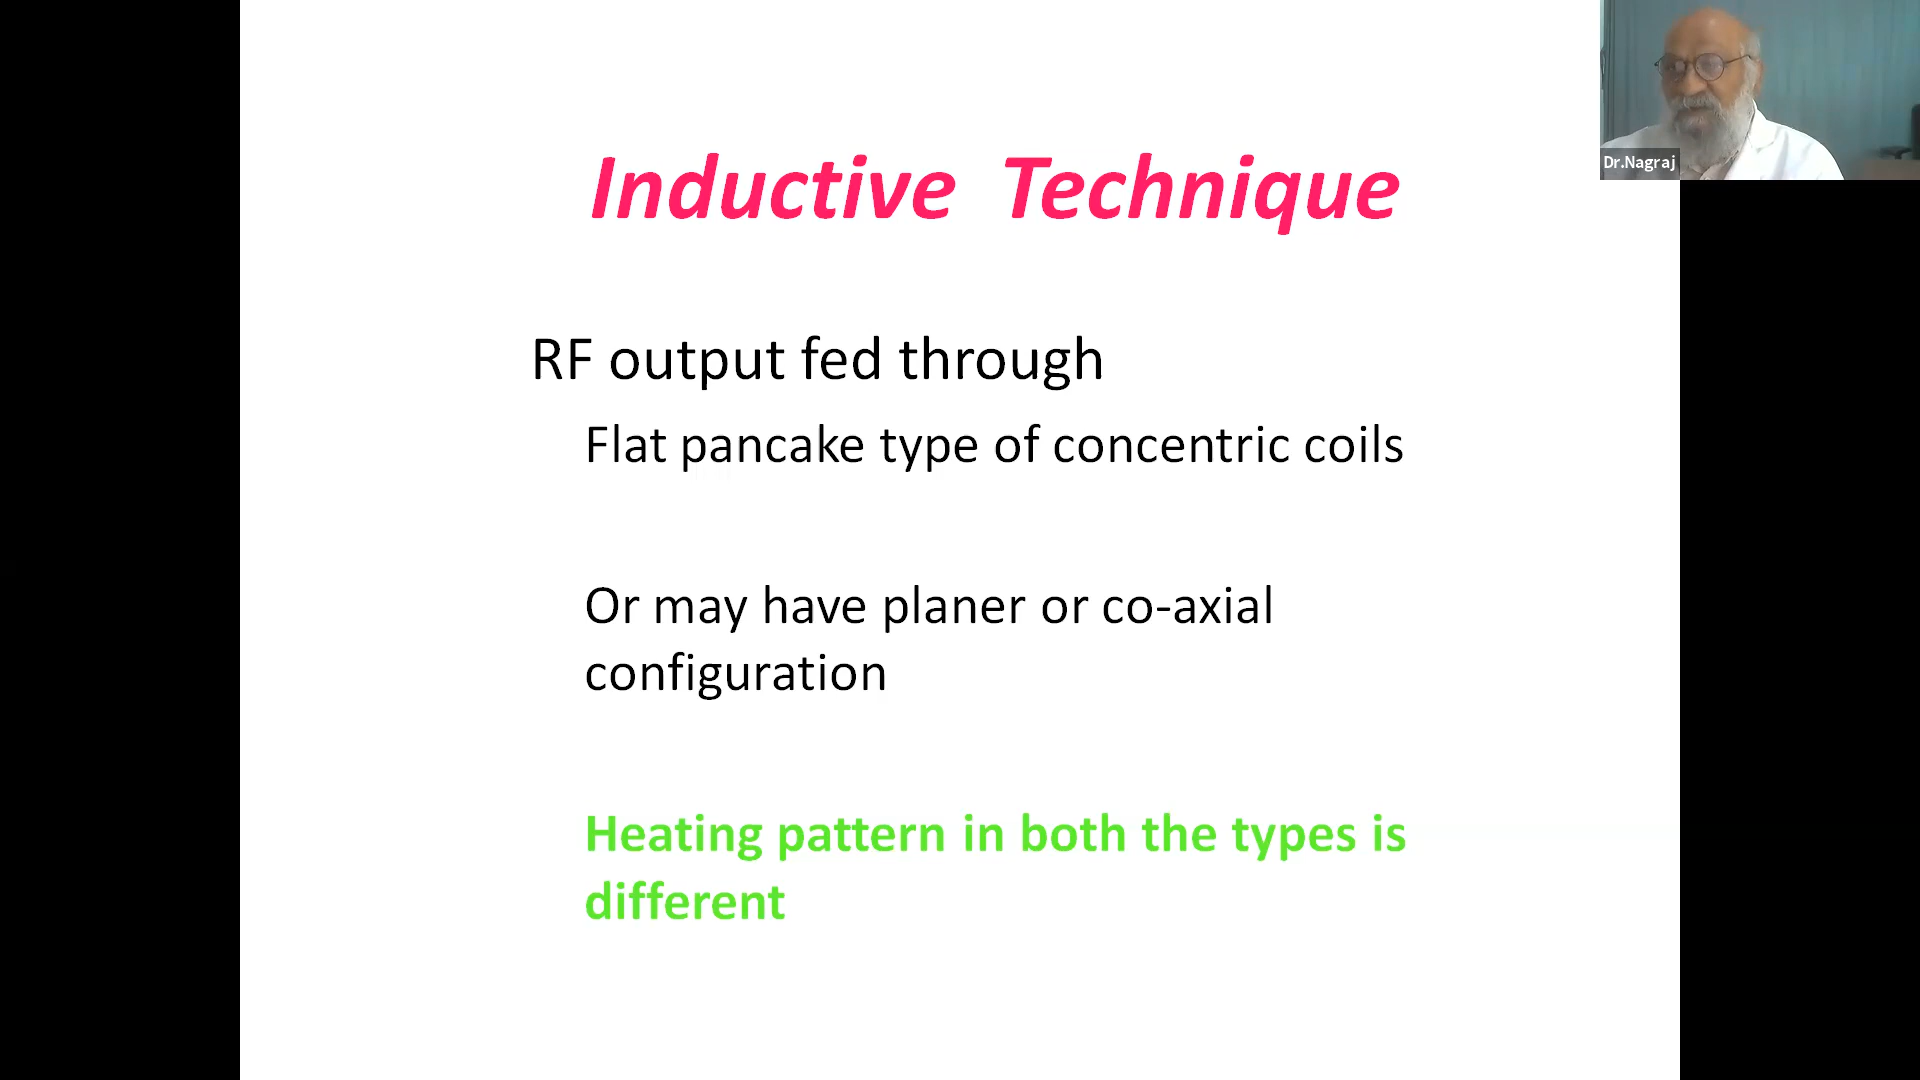 Inductive Technique
Dr.Nagraj
RF output fed through
Flat pancake type of concentric coils
Or may have planer or co-axial
configuration
Heating pattern in both the types is
different